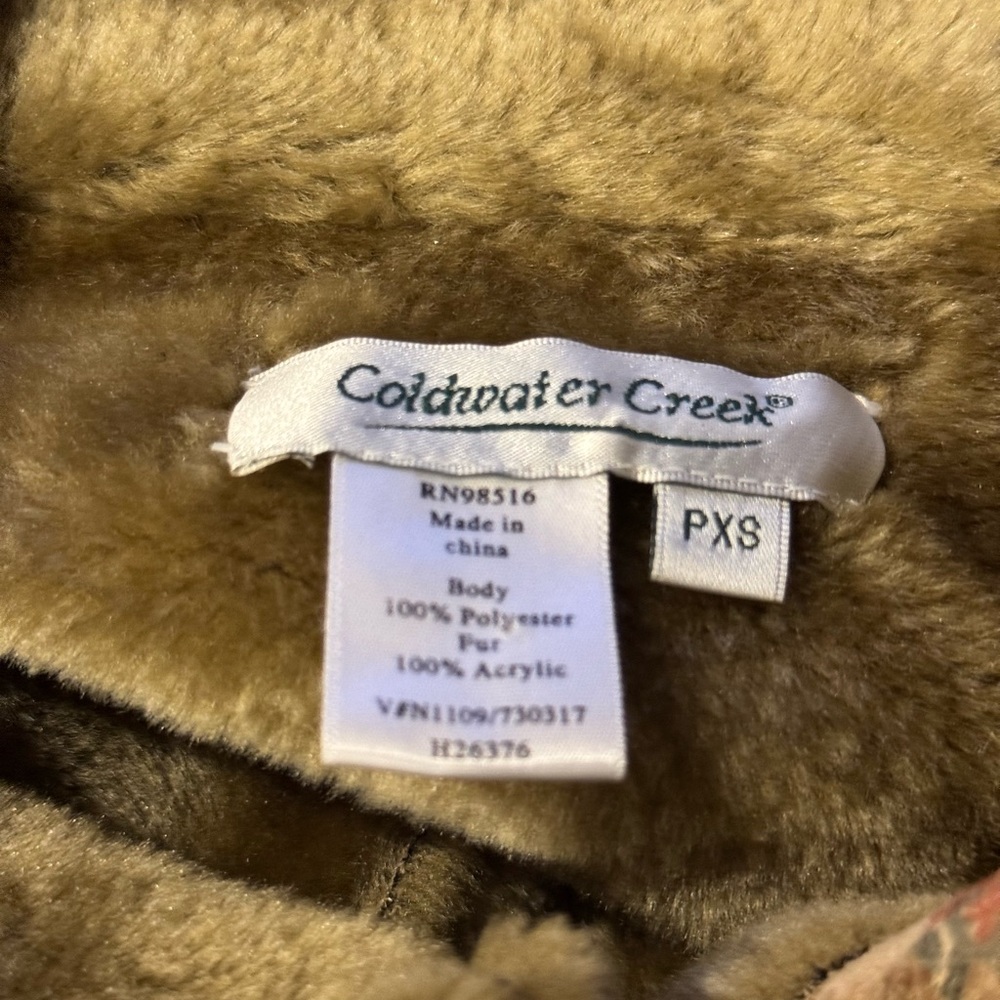 Coldwater Creek®
RN98516
Made in
china
Body
100% Polyester
Fur
100% Acrylic
V#N1109/730317
H26376
PXS